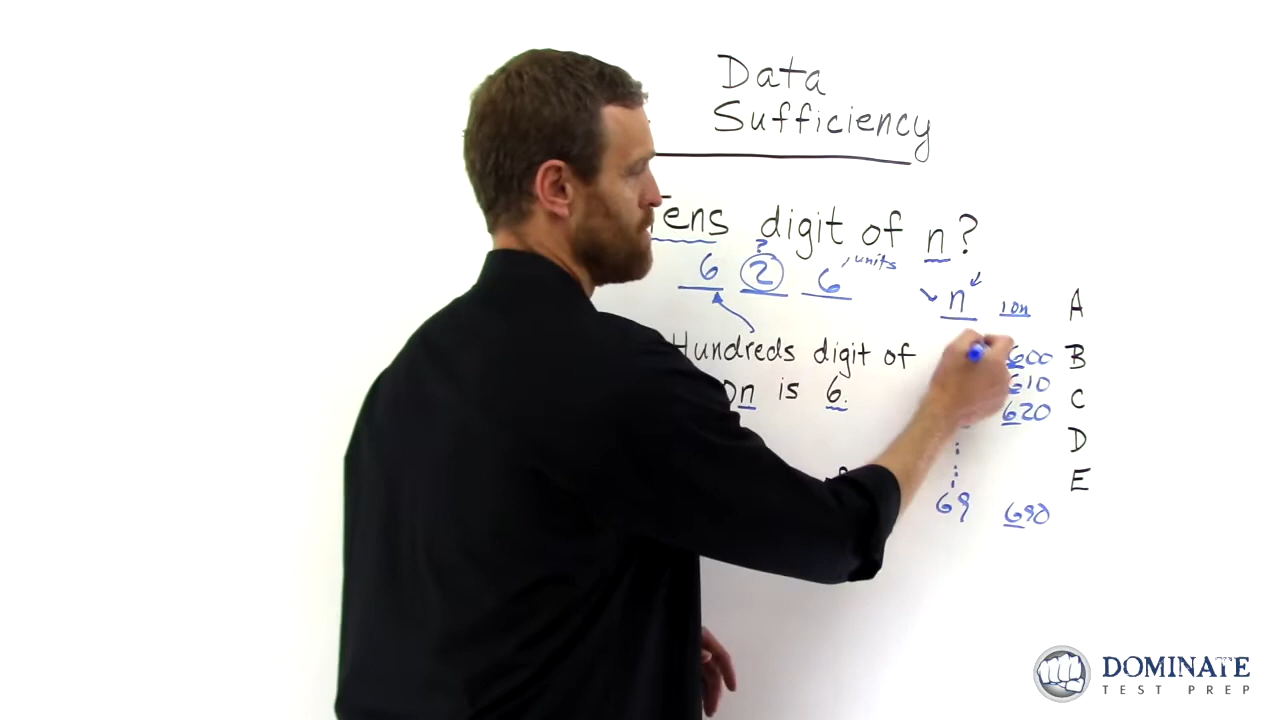 Data
Sufficiency
Tens digit of n?
?
6 2 6 units
n 10n
A
Hundreds digit of
n is 6.
600
610
620
B
C
D
E
69 690
DOMINATE
TEST PREP